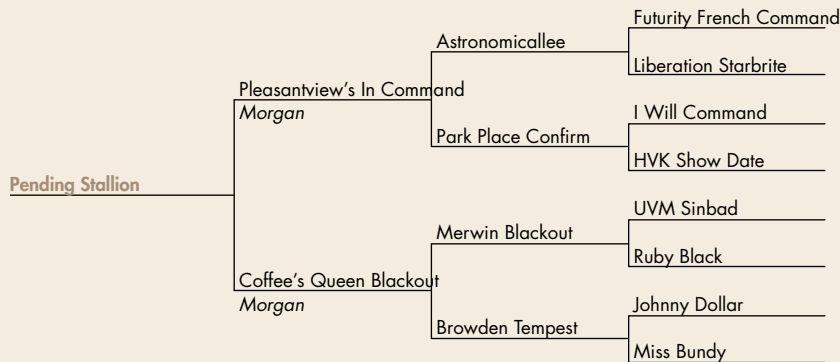 Futurity French Command
Astronomicallee
Liberation Starbrite
Pleasantview's In Command
Morgan
I Will Command
Park Place Confirm
HVK Show Date
Pending Stallion
UVM Sinbad
Merwin Blackout
Ruby Black
Coffee's Queen Blackout
Morgan
Johnny Dollar
Browden Tempest
Miss Bundy